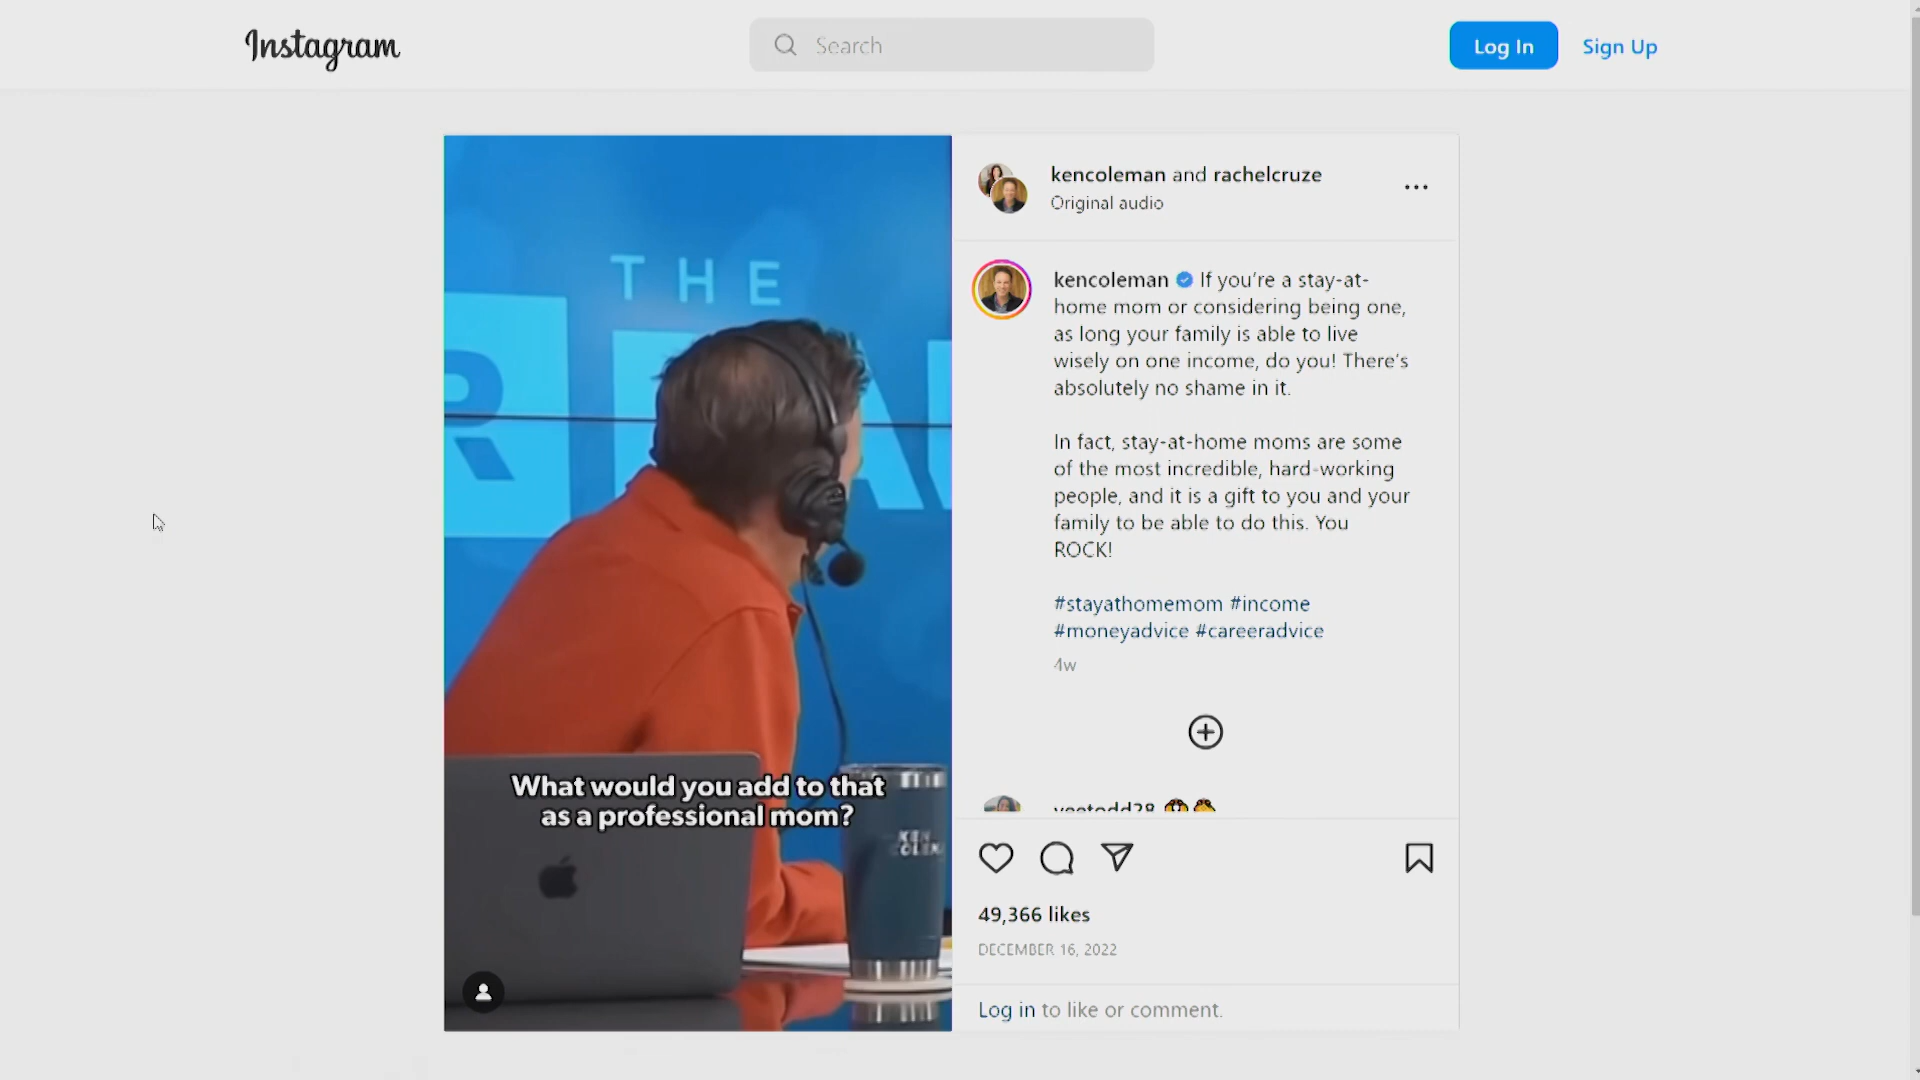 Instagram
Search
Log In
Sign Up
THE
R
kencoleman and rachelcruze
Original audio
kencoleman If you're a stay-at-
home mom or considering being one,
as long your family is able to live
wisely on one income, do you! There's
absolutely no shame in it.
In fact, stay-at-home moms are some
of the most incredible, hard-working
people, and it is a gift to you and your
family to be able to do this. You
ROCK!
#stayathomemom #income
#moneyadvice #careeradvice
4w
What would you add to that
as a professional mom?
KEN
COLEMAN
49,366 likes
DECEMBER 16, 2022
Log in to like or comment.